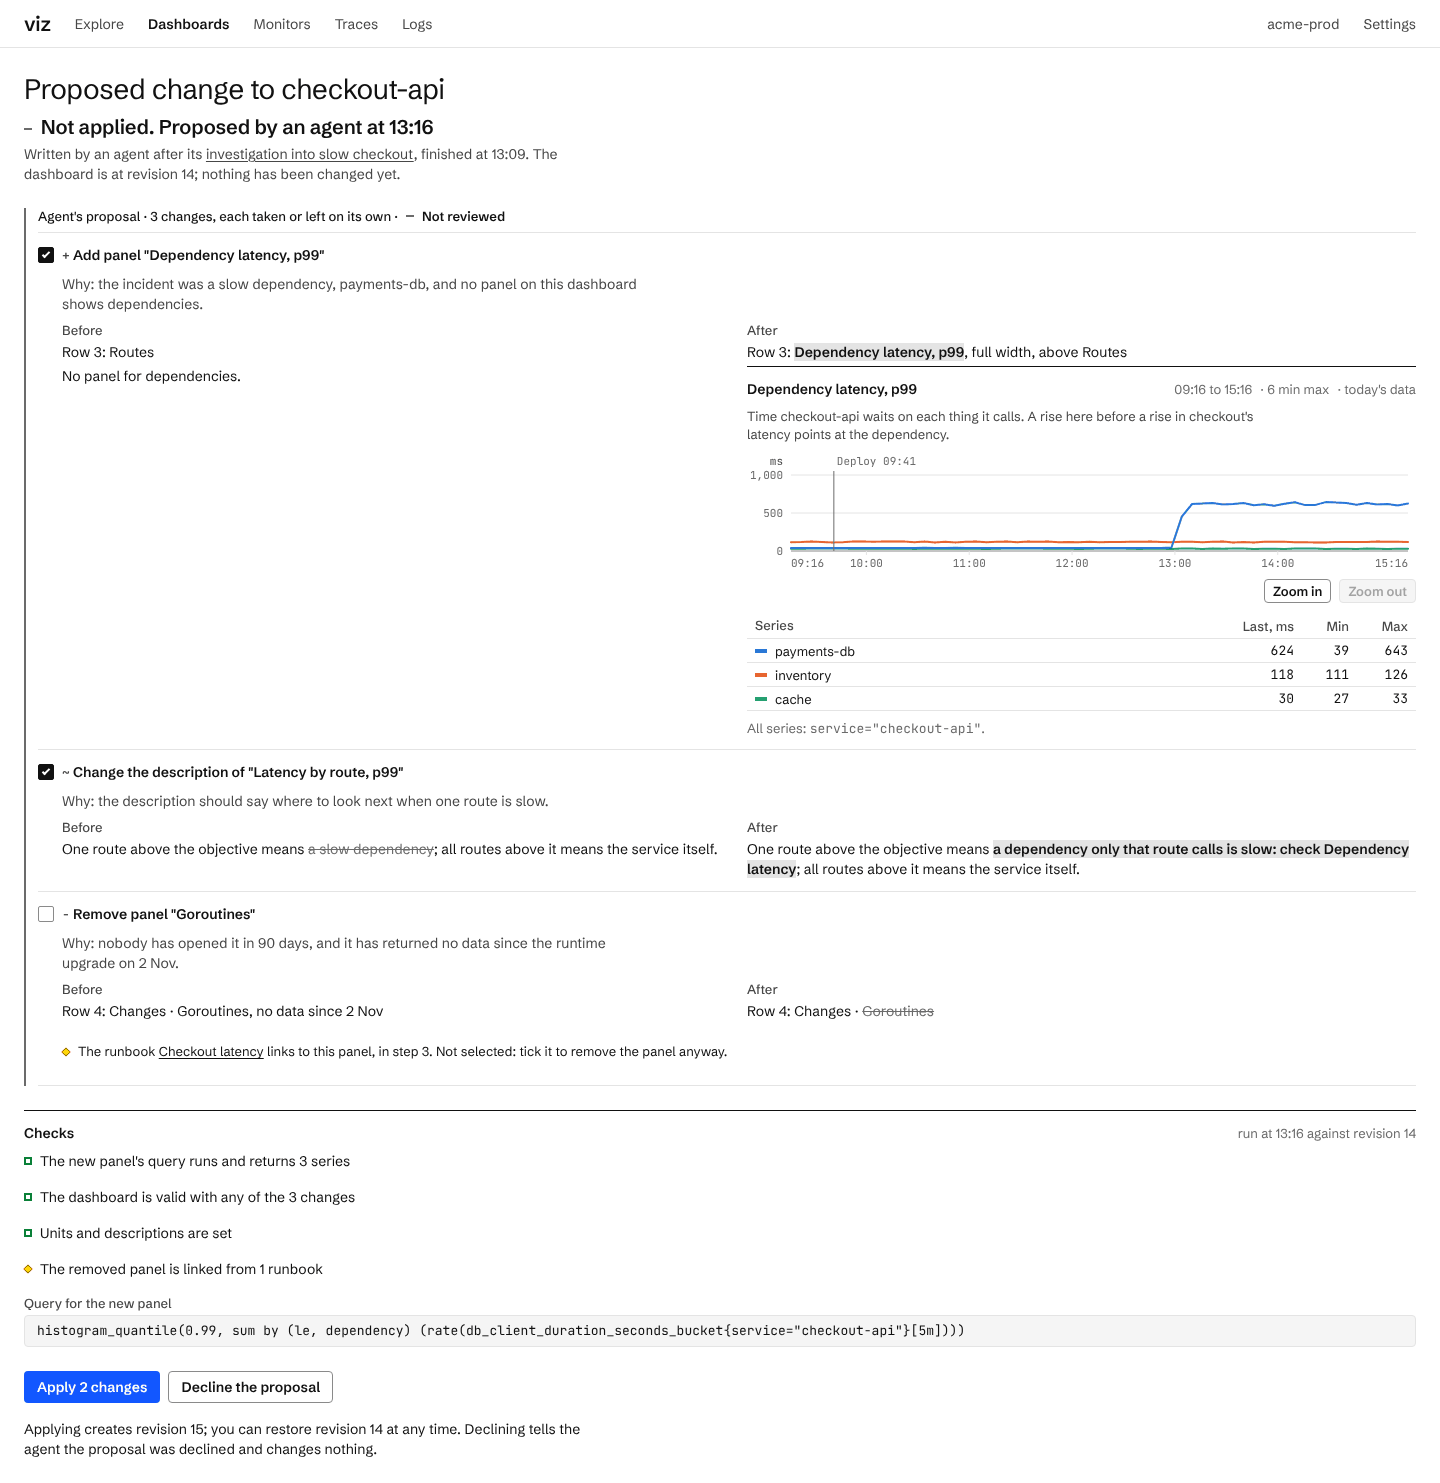 viz Explore Dashboards Monitors Traces Logs acme-prod Settings
Proposed change to checkout-api
– Not applied. Proposed by an agent at 13:16
Written by an agent after its investigation into slow checkout, finished at 13:09. The
dashboard is at revision 14; nothing has been changed yet.
Agent's proposal · 3 changes, each taken or left on its own · – Not reviewed
+ Add panel "Dependency latency, p99"
Why: the incident was a slow dependency, payments-db, and no panel on this dashboard
shows dependencies.
Before
Row 3: Routes
No panel for dependencies.
After
Row 3: Dependency latency, p99, full width, above Routes
Dependency latency, p99 09:16 to 15:16 · 6 min max · today's data
Time checkout-api waits on each thing it calls. A rise here before a rise in checkout's
latency points at the dependency.
ms Deploy 09:41
1,000
500
0
09:16 10:00 11:00 12:00 13:00 14:00 15:16
Zoom in Zoom out
Series Last, ms Min Max
payments-db 624 39 643
inventory 118 111 126
cache 30 27 33
All series: service="checkout-api".
~ Change the description of "Latency by route, p99"
Why: the description should say where to look next when one route is slow.
Before
One route above the objective means a slow dependency; all routes above it means the service itself.
After
One route above the objective means a dependency only that route calls is slow: check Dependency
latency; all routes above it means the service itself.
- Remove panel "Goroutines"
Why: nobody has opened it in 90 days, and it has returned no data since the runtime
upgrade on 2 Nov.
Before
Row 4: Changes · Goroutines, no data since 2 Nov
After
Row 4: Changes · Goroutines
The runbook Checkout latency links to this panel, in step 3. Not selected: tick it to remove the panel anyway.
Checks run at 13:16 against revision 14
The new panel's query runs and returns 3 series
The dashboard is valid with any of the 3 changes
Units and descriptions are set
The removed panel is linked from 1 runbook
Query for the new panel
histogram_quantile(0.99, sum by (le, dependency) (rate(db_client_duration_seconds_bucket{service="checkout-api"}[5m])))
Apply 2 changes Decline the proposal
Applying creates revision 15; you can restore revision 14 at any time. Declining tells the
agent the proposal was declined and changes nothing.